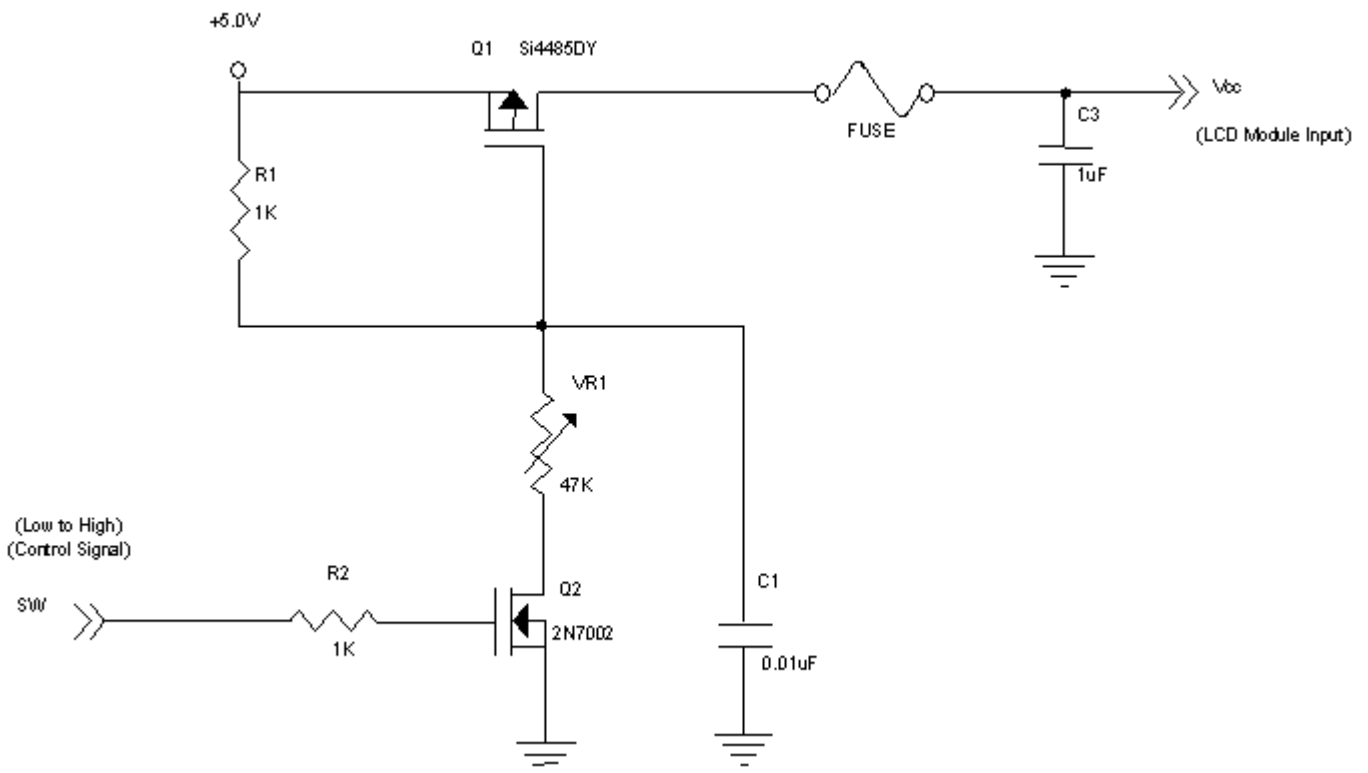 +5.0V
Q1 Si4485DY
Vcc
(LCD Module Input)
FUSE
C3
1uF
R1
1K
VR1
47K
(Low to High)
(Control Signal)
SW
R2
1K
Q2
2N7002
C1
0.01uF